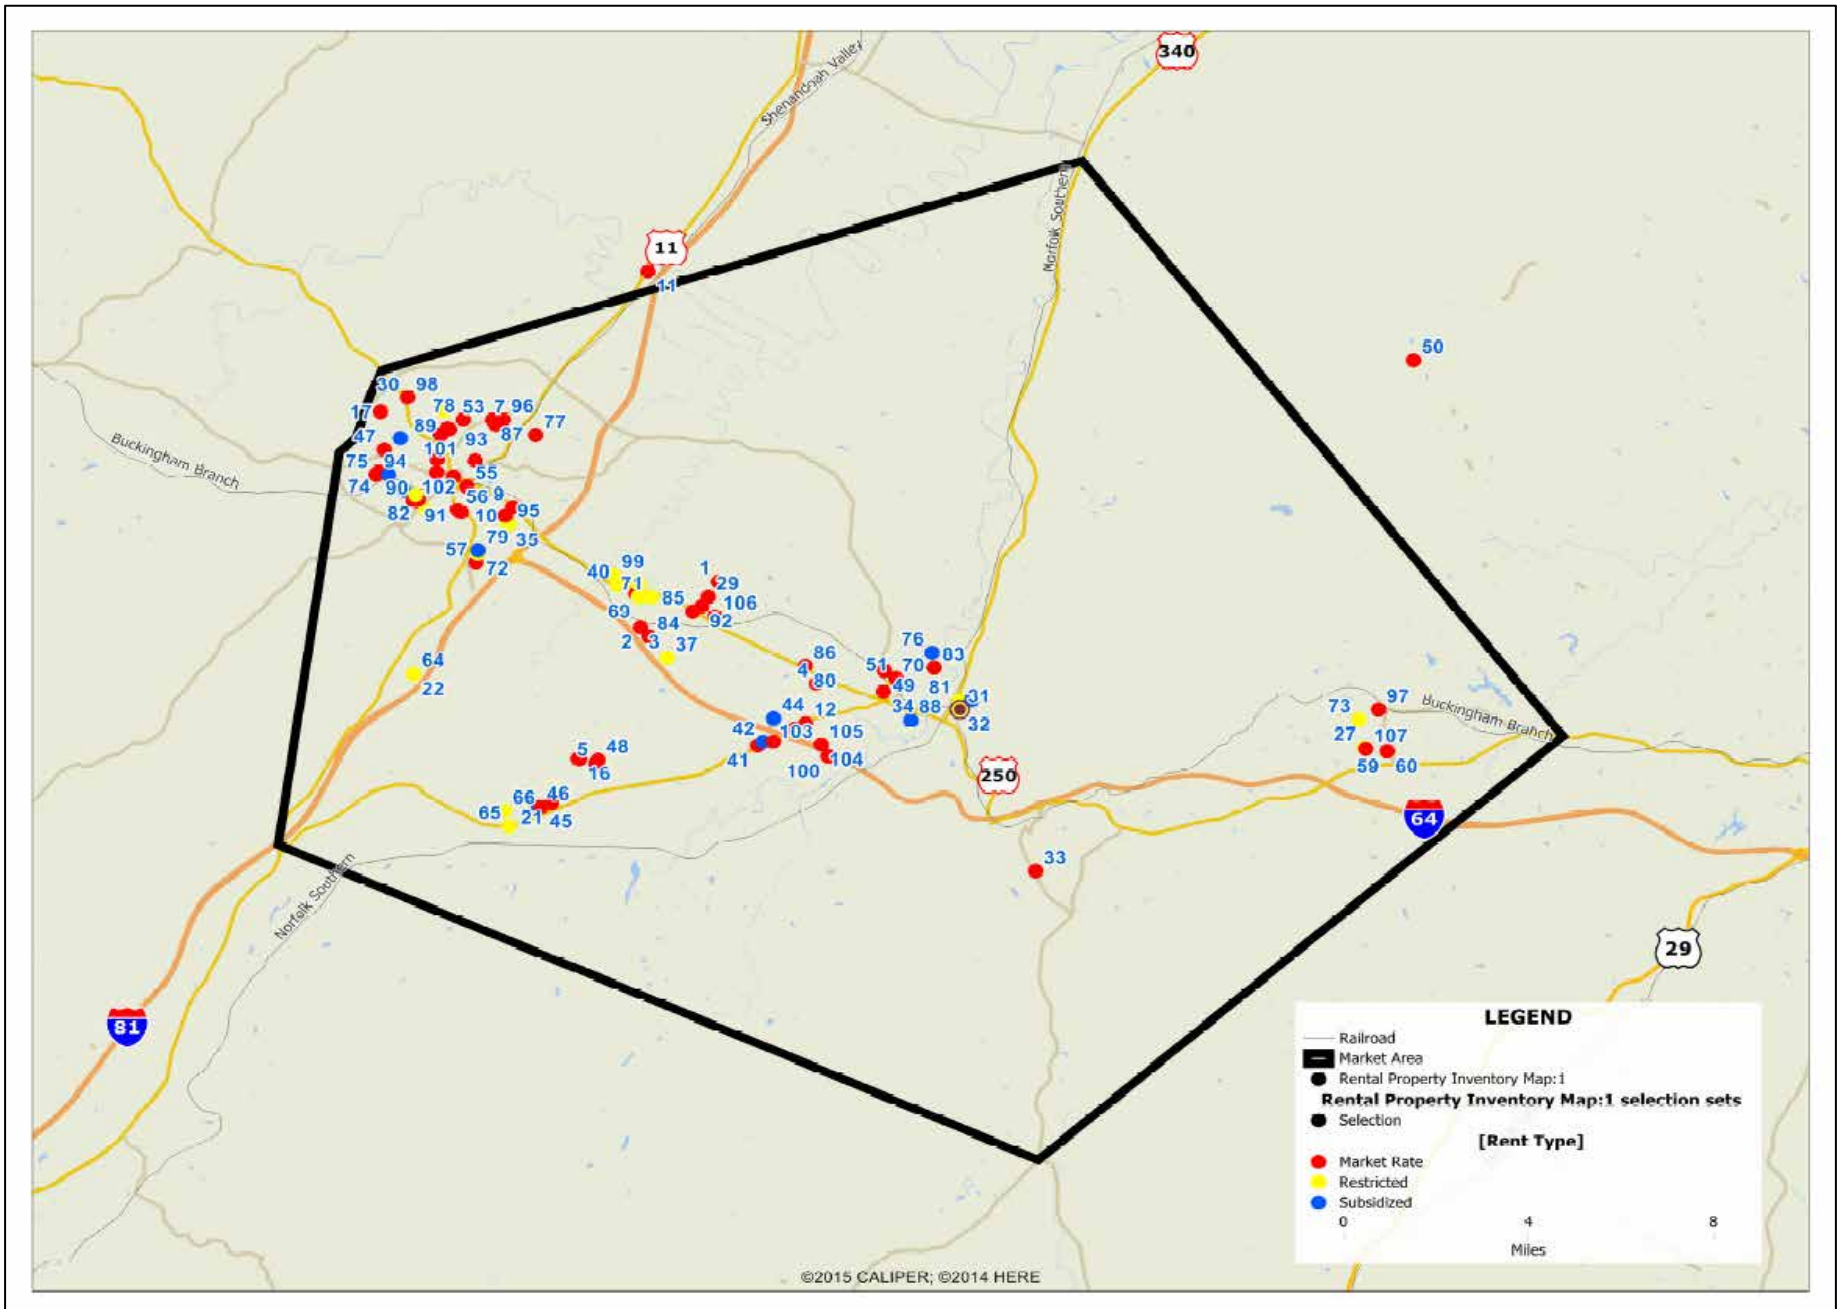 340
Shenandoah Valley
Norfolk Southern
11
11
50
30 98
17 78 53 7 96 77
47 89 93 87
Buckingham Branch
75 94 101 55
74 90 102 56 9
82 91 10 95
57 79 35
72
40 99 1
71 85 29
69 84 106
2 3 37 92
64
22
86
4 80
76
51 70 83
49 81 31
34 88 32
44 12
42 103 105
41 100 104
5 48
16
66 46
65 21 45
250
97
73
Buckingham Branch
27 107
59 60
64
33
Norfolk Southern
29
81
LEGEND
Railroad
Market Area
Rental Property Inventory Map:1
Rental Property Inventory Map:1 selection sets
Selection
[Rent Type]
Market Rate
Restricted
Subsidized
0 4 8
Miles
©2015 CALIPER; ©2014 HERE